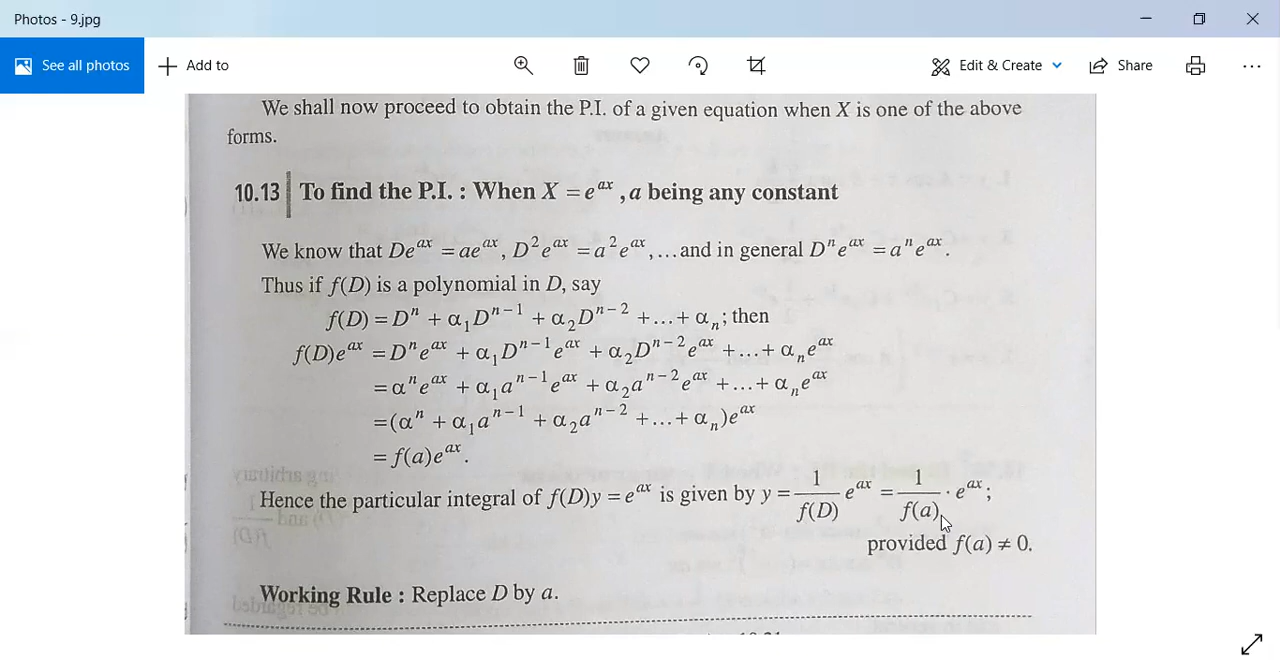 Photos - 9.jpg
See all photos
Add to
Edit & Create
Share
We shall now proceed to obtain the P.I. of a given equation when X is one of the above
forms.
10.13 To find the P.I. : When X = e^{ax}, a being any constant
We know that De^{ax} = ae^{ax}, D^2e^{ax} = a^2e^{ax}, ... and in general D^ne^{ax} = a^ne^{ax}.
Thus if f(D) is a polynomial in D, say
f(D) = D^n + α_1D^{n-1} + α_2D^{n-2} + ... + α_n; then
f(D)e^{ax} = D^ne^{ax} + α_1D^{n-1}e^{ax} + α_2D^{n-2}e^{ax} + ... + α_ne^{ax}
= α^ne^{ax} + α_1a^{n-1}e^{ax} + α_2a^{n-2}e^{ax} + ... + α_ne^{ax}
= (α^n + α_1a^{n-1} + α_2a^{n-2} + ... + α_n)e^{ax}
= f(a)e^{ax}.
Hence the particular integral of f(D)y = e^{ax} is given by y = 1/f(D) e^{ax} = 1/f(a) · e^{ax};
provided f(a) ≠ 0.
Working Rule : Replace D by a.